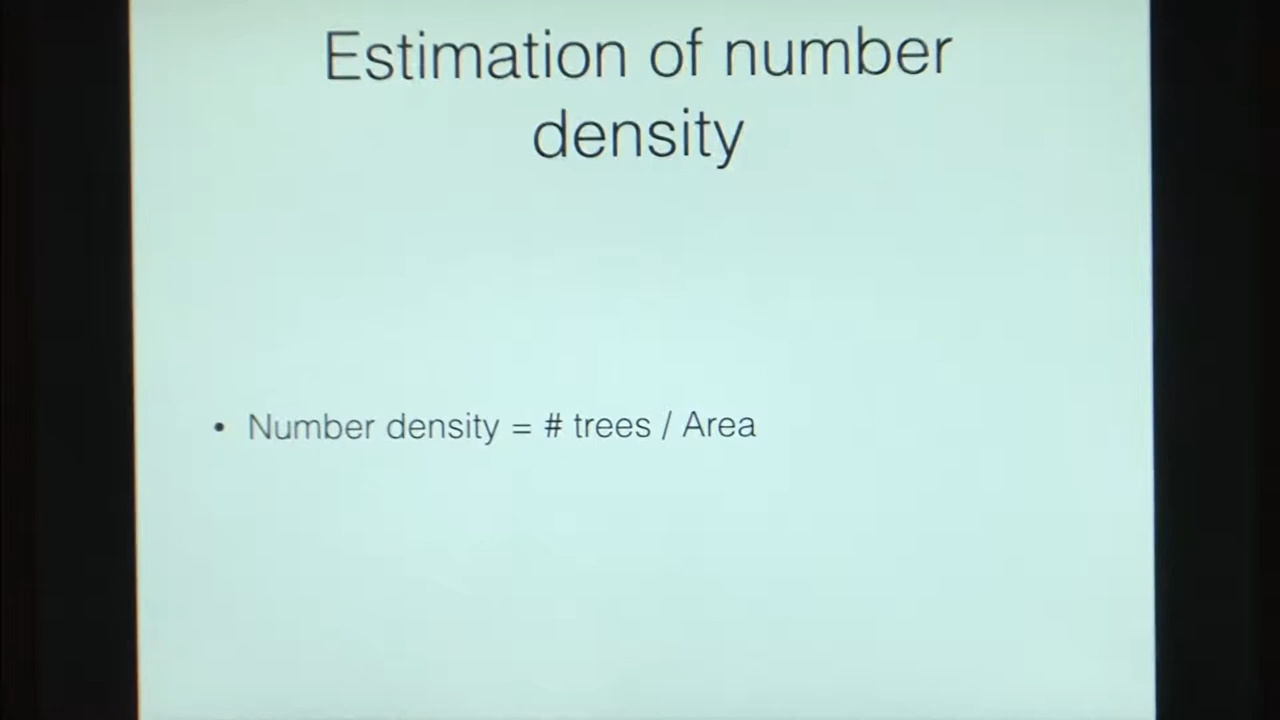 Estimation of number
density
• Number density = # trees / Area